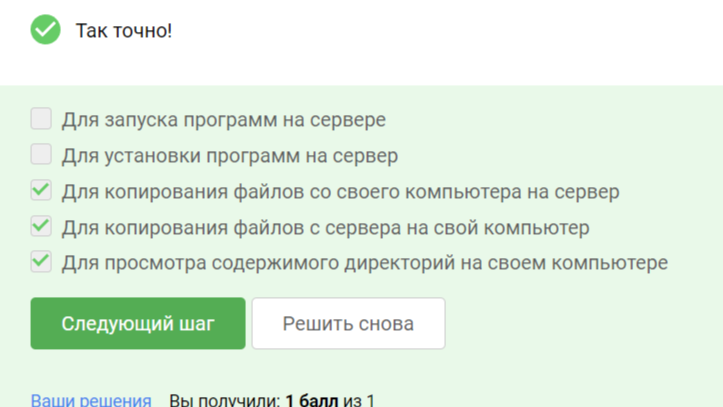 Так точно!
Для запуска программ на сервере
Для установки программ на сервер
Для копирования файлов со своего компьютера на сервер
Для копирования файлов с сервера на свой компьютер
Для просмотра содержимого директорий на своем компьютере
Следующий шаг Решить снова
Ваши решения Вы получили: 1 балл из 1